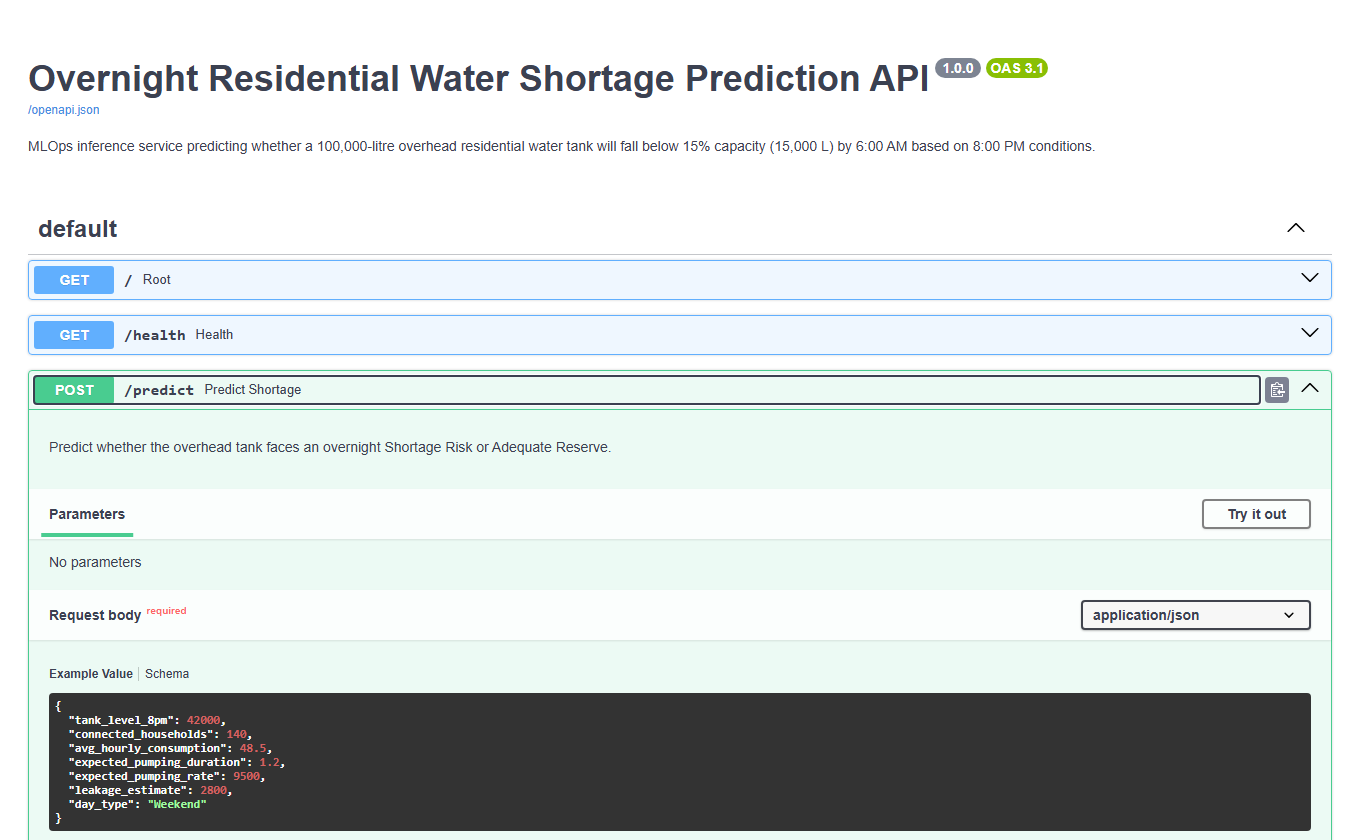 Overnight Residential Water Shortage Prediction API 1.0.0 OAS 3.1
/openapi.json
MLOps inference service predicting whether a 100,000-litre overhead residential water tank will fall below 15% capacity (15,000 L) by 6:00 AM based on 8:00 PM conditions.
default
GET / Root
GET /health Health
POST /predict Predict Shortage
Predict whether the overhead tank faces an overnight Shortage Risk or Adequate Reserve.
Parameters Try it out
No parameters
Request body required application/json
Example Value Schema
{
"tank_level_8pm": 42000,
"connected_households": 140,
"avg_hourly_consumption": 48.5,
"expected_pumping_duration": 1.2,
"expected_pumping_rate": 9500,
"leakage_estimate": 2800,
"day_type": "Weekend"
}